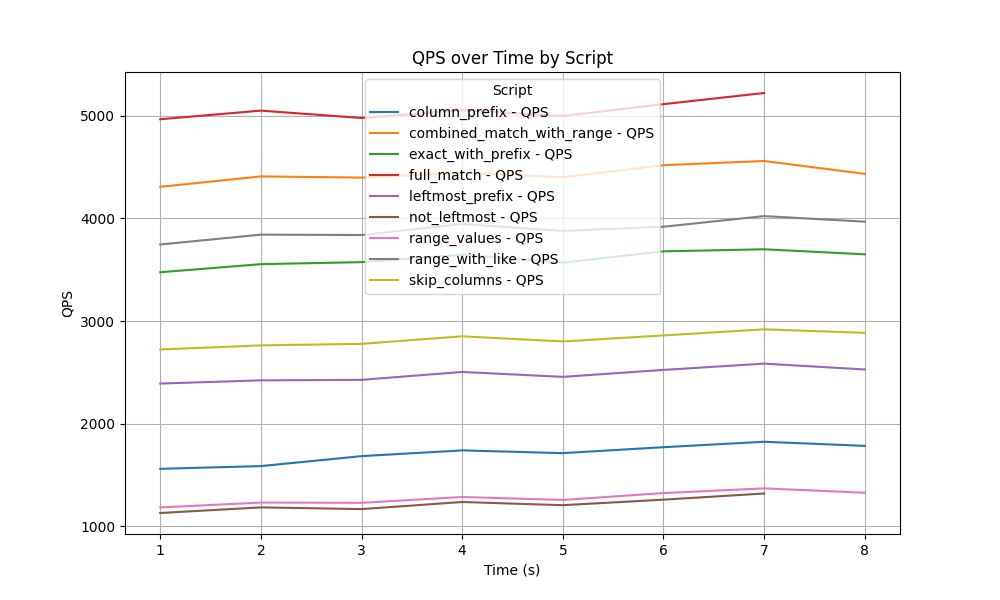 QPS over Time by Script
Script
column_prefix - QPS
combined_match_with_range - QPS
exact_with_prefix - QPS
full_match - QPS
leftmost_prefix - QPS
not_leftmost - QPS
range_values - QPS
range_with_like - QPS
skip_columns - QPS
QPS
5000
4000
3000
2000
1000
1 2 3 4 5 6 7 8
Time (s)